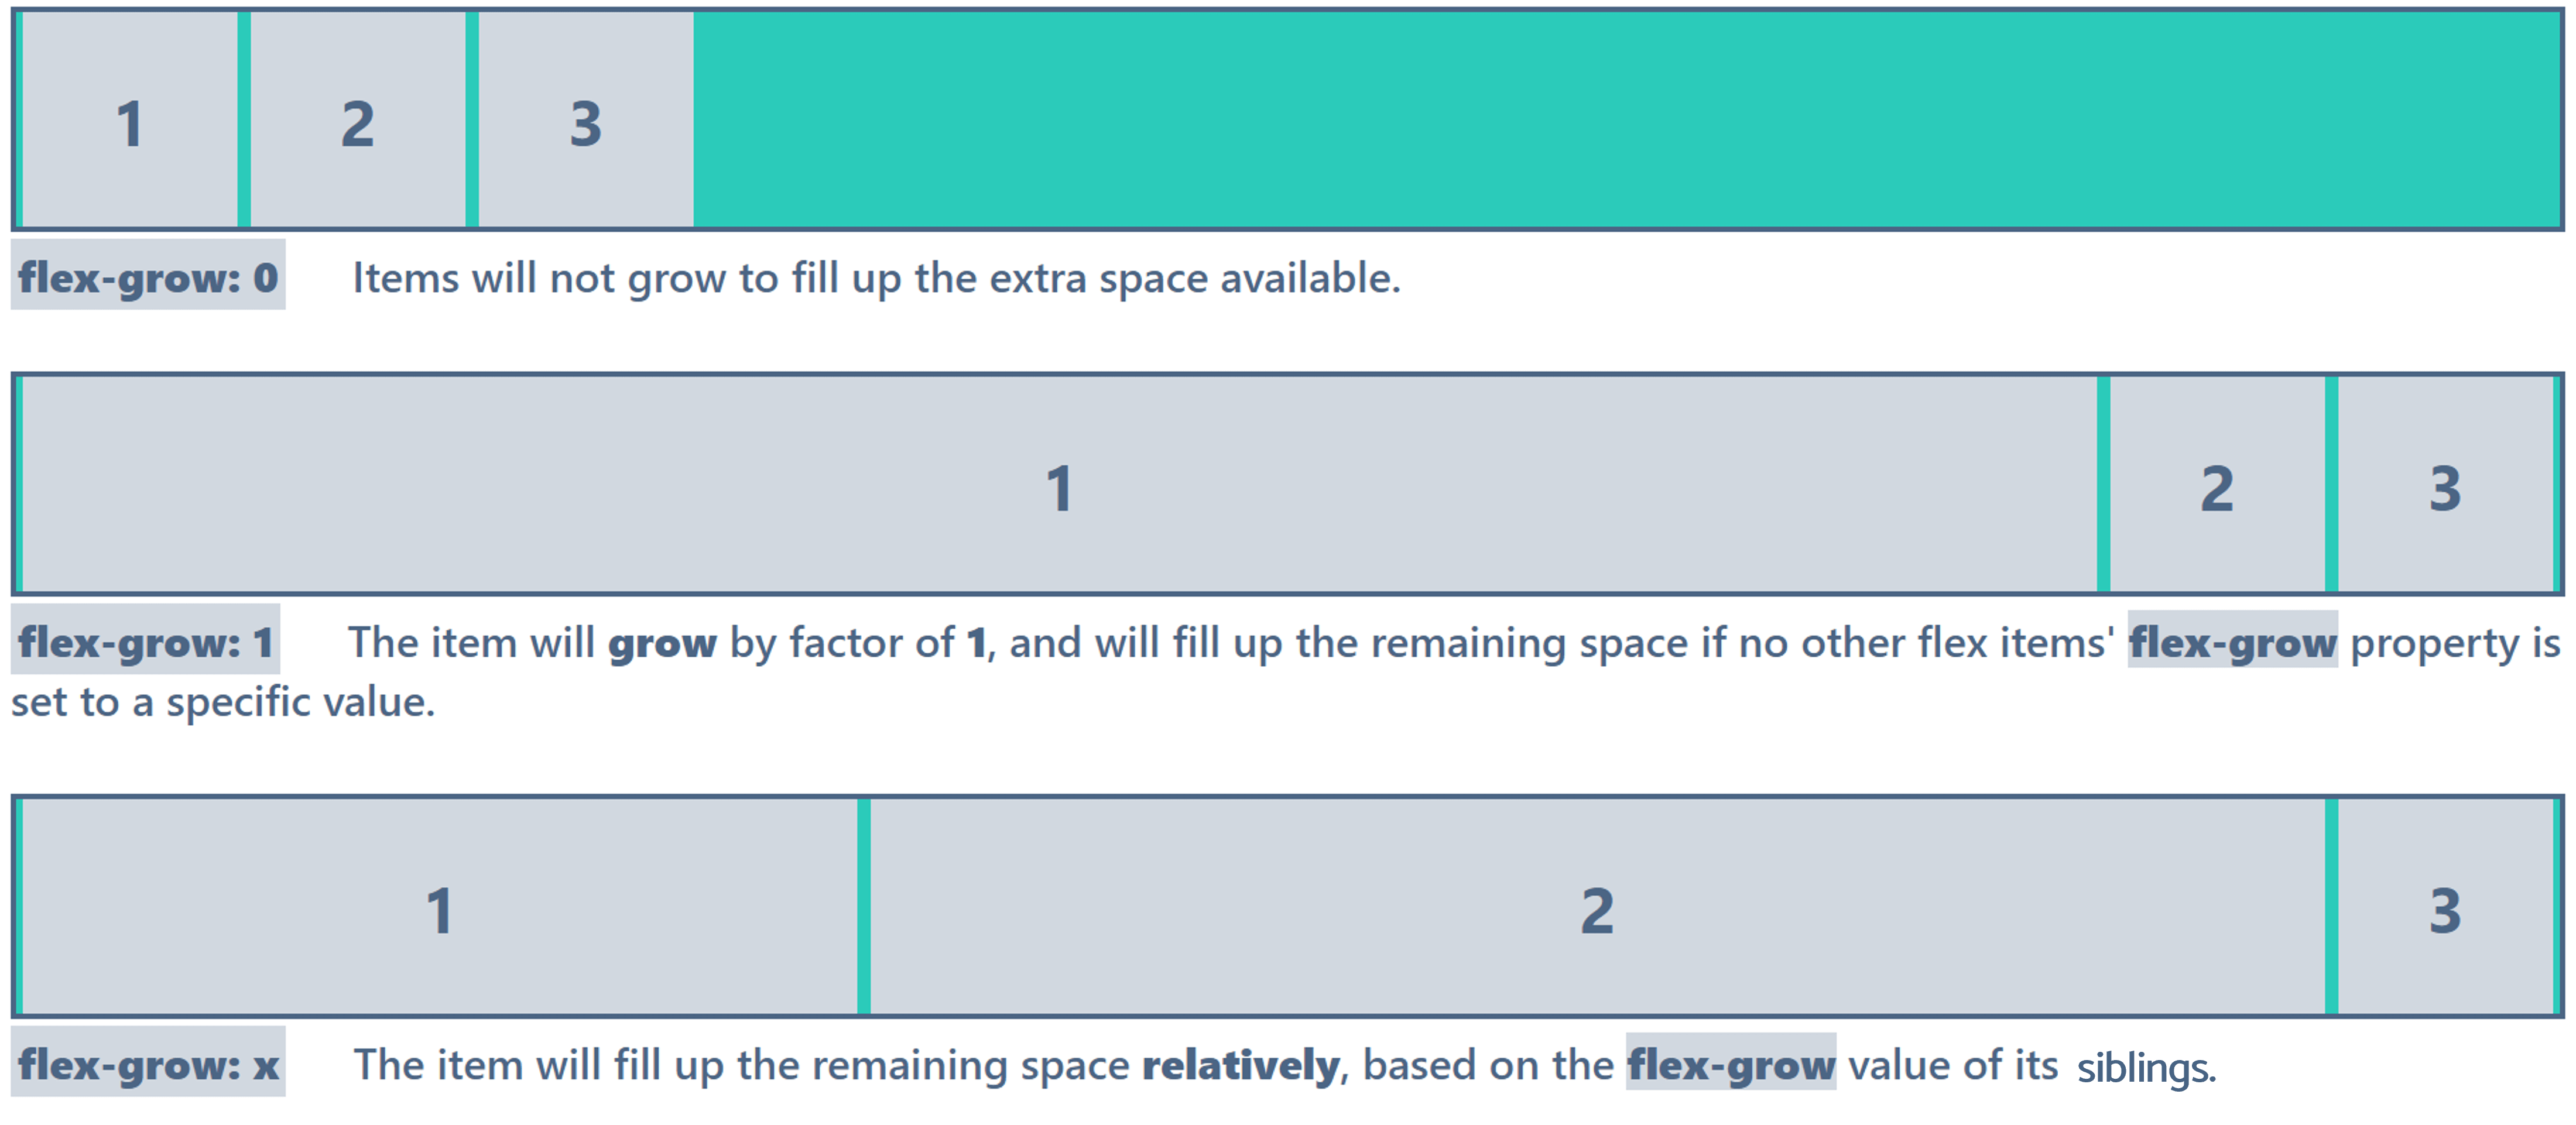 1 2 3
flex-grow: 0 Items will not grow to fill up the extra space available.
1 2 3
flex-grow: 1 The item will grow by factor of 1, and will fill up the remaining space if no other flex items' flex-grow property is
set to a specific value.
1 2 3
flex-grow: x The item will fill up the remaining space relatively, based on the flex-grow value of its siblings.